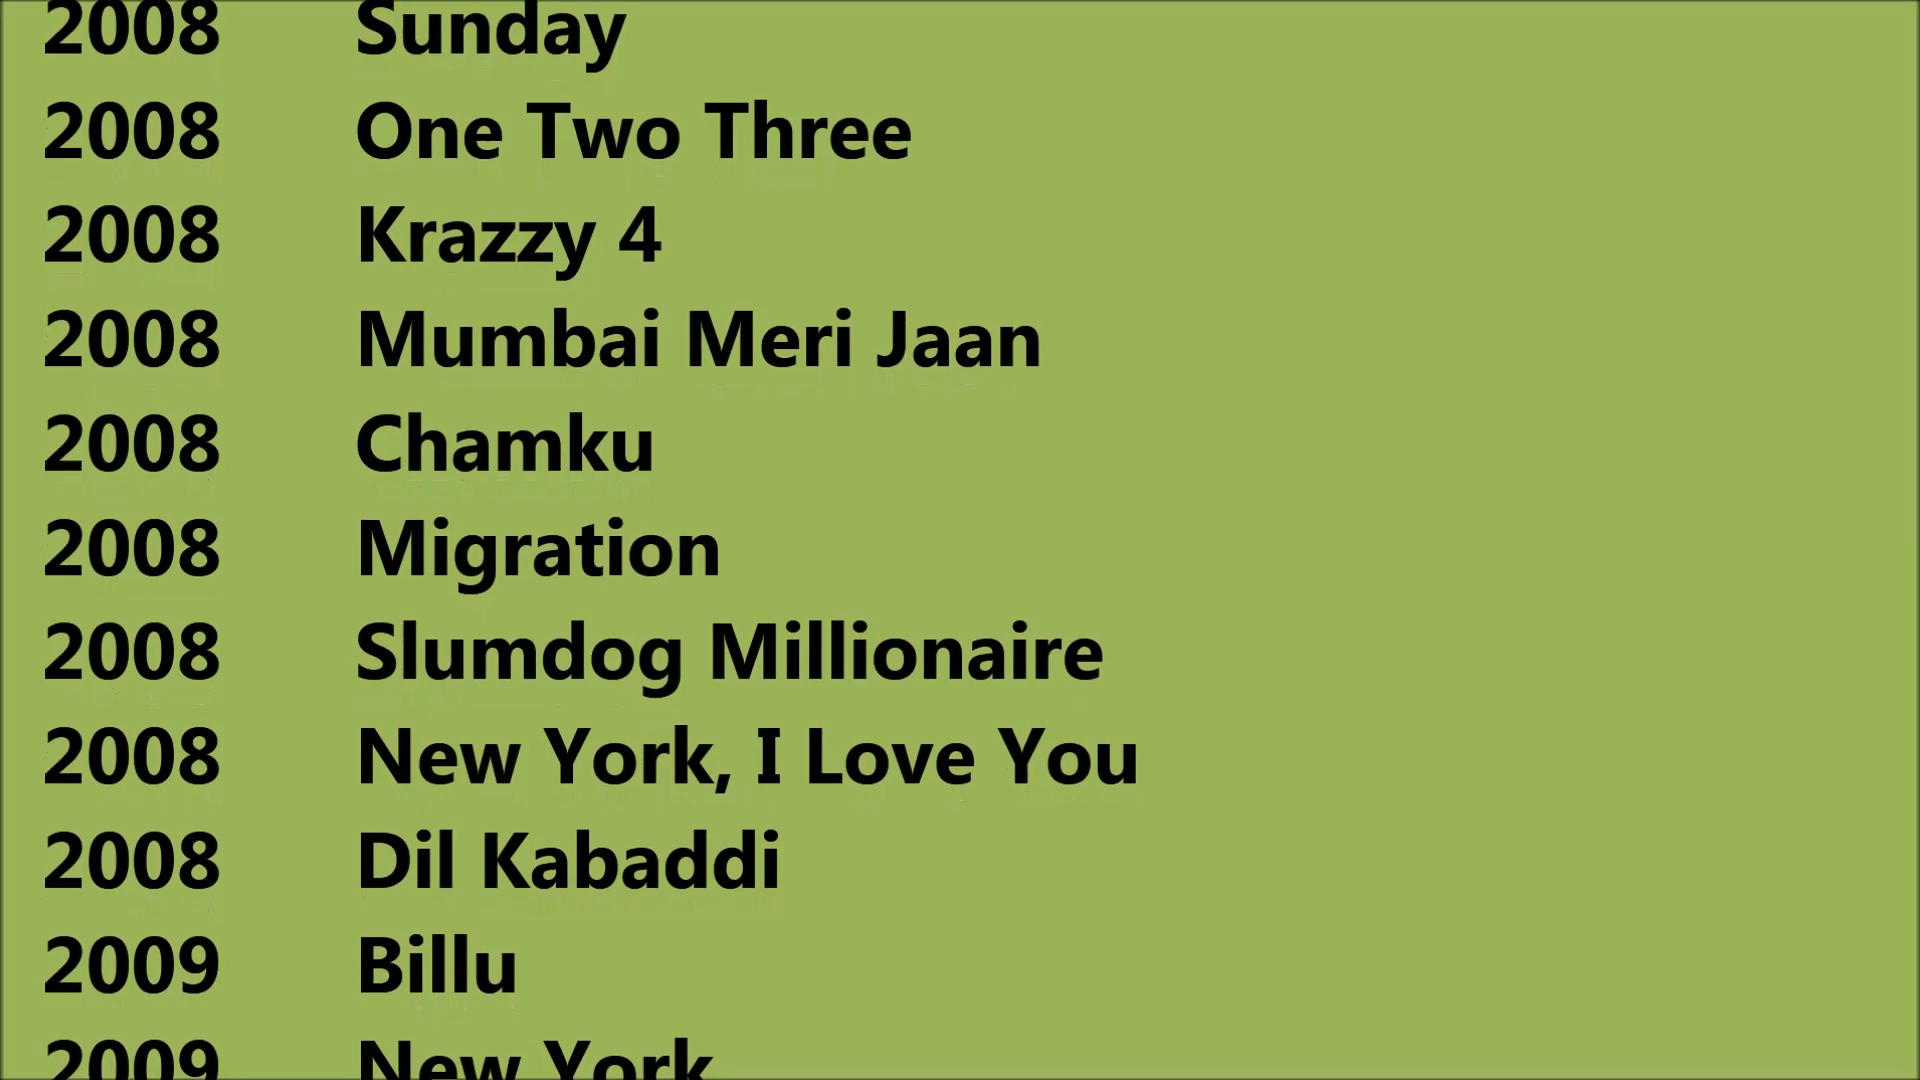 2008 Sunday
2008 One Two Three
2008 Krazzy 4
2008 Mumbai Meri Jaan
2008 Chamku
2008 Migration
2008 Slumdog Millionaire
2008 New York, I Love You
2008 Dil Kabaddi
2009 Billu
2009 New York